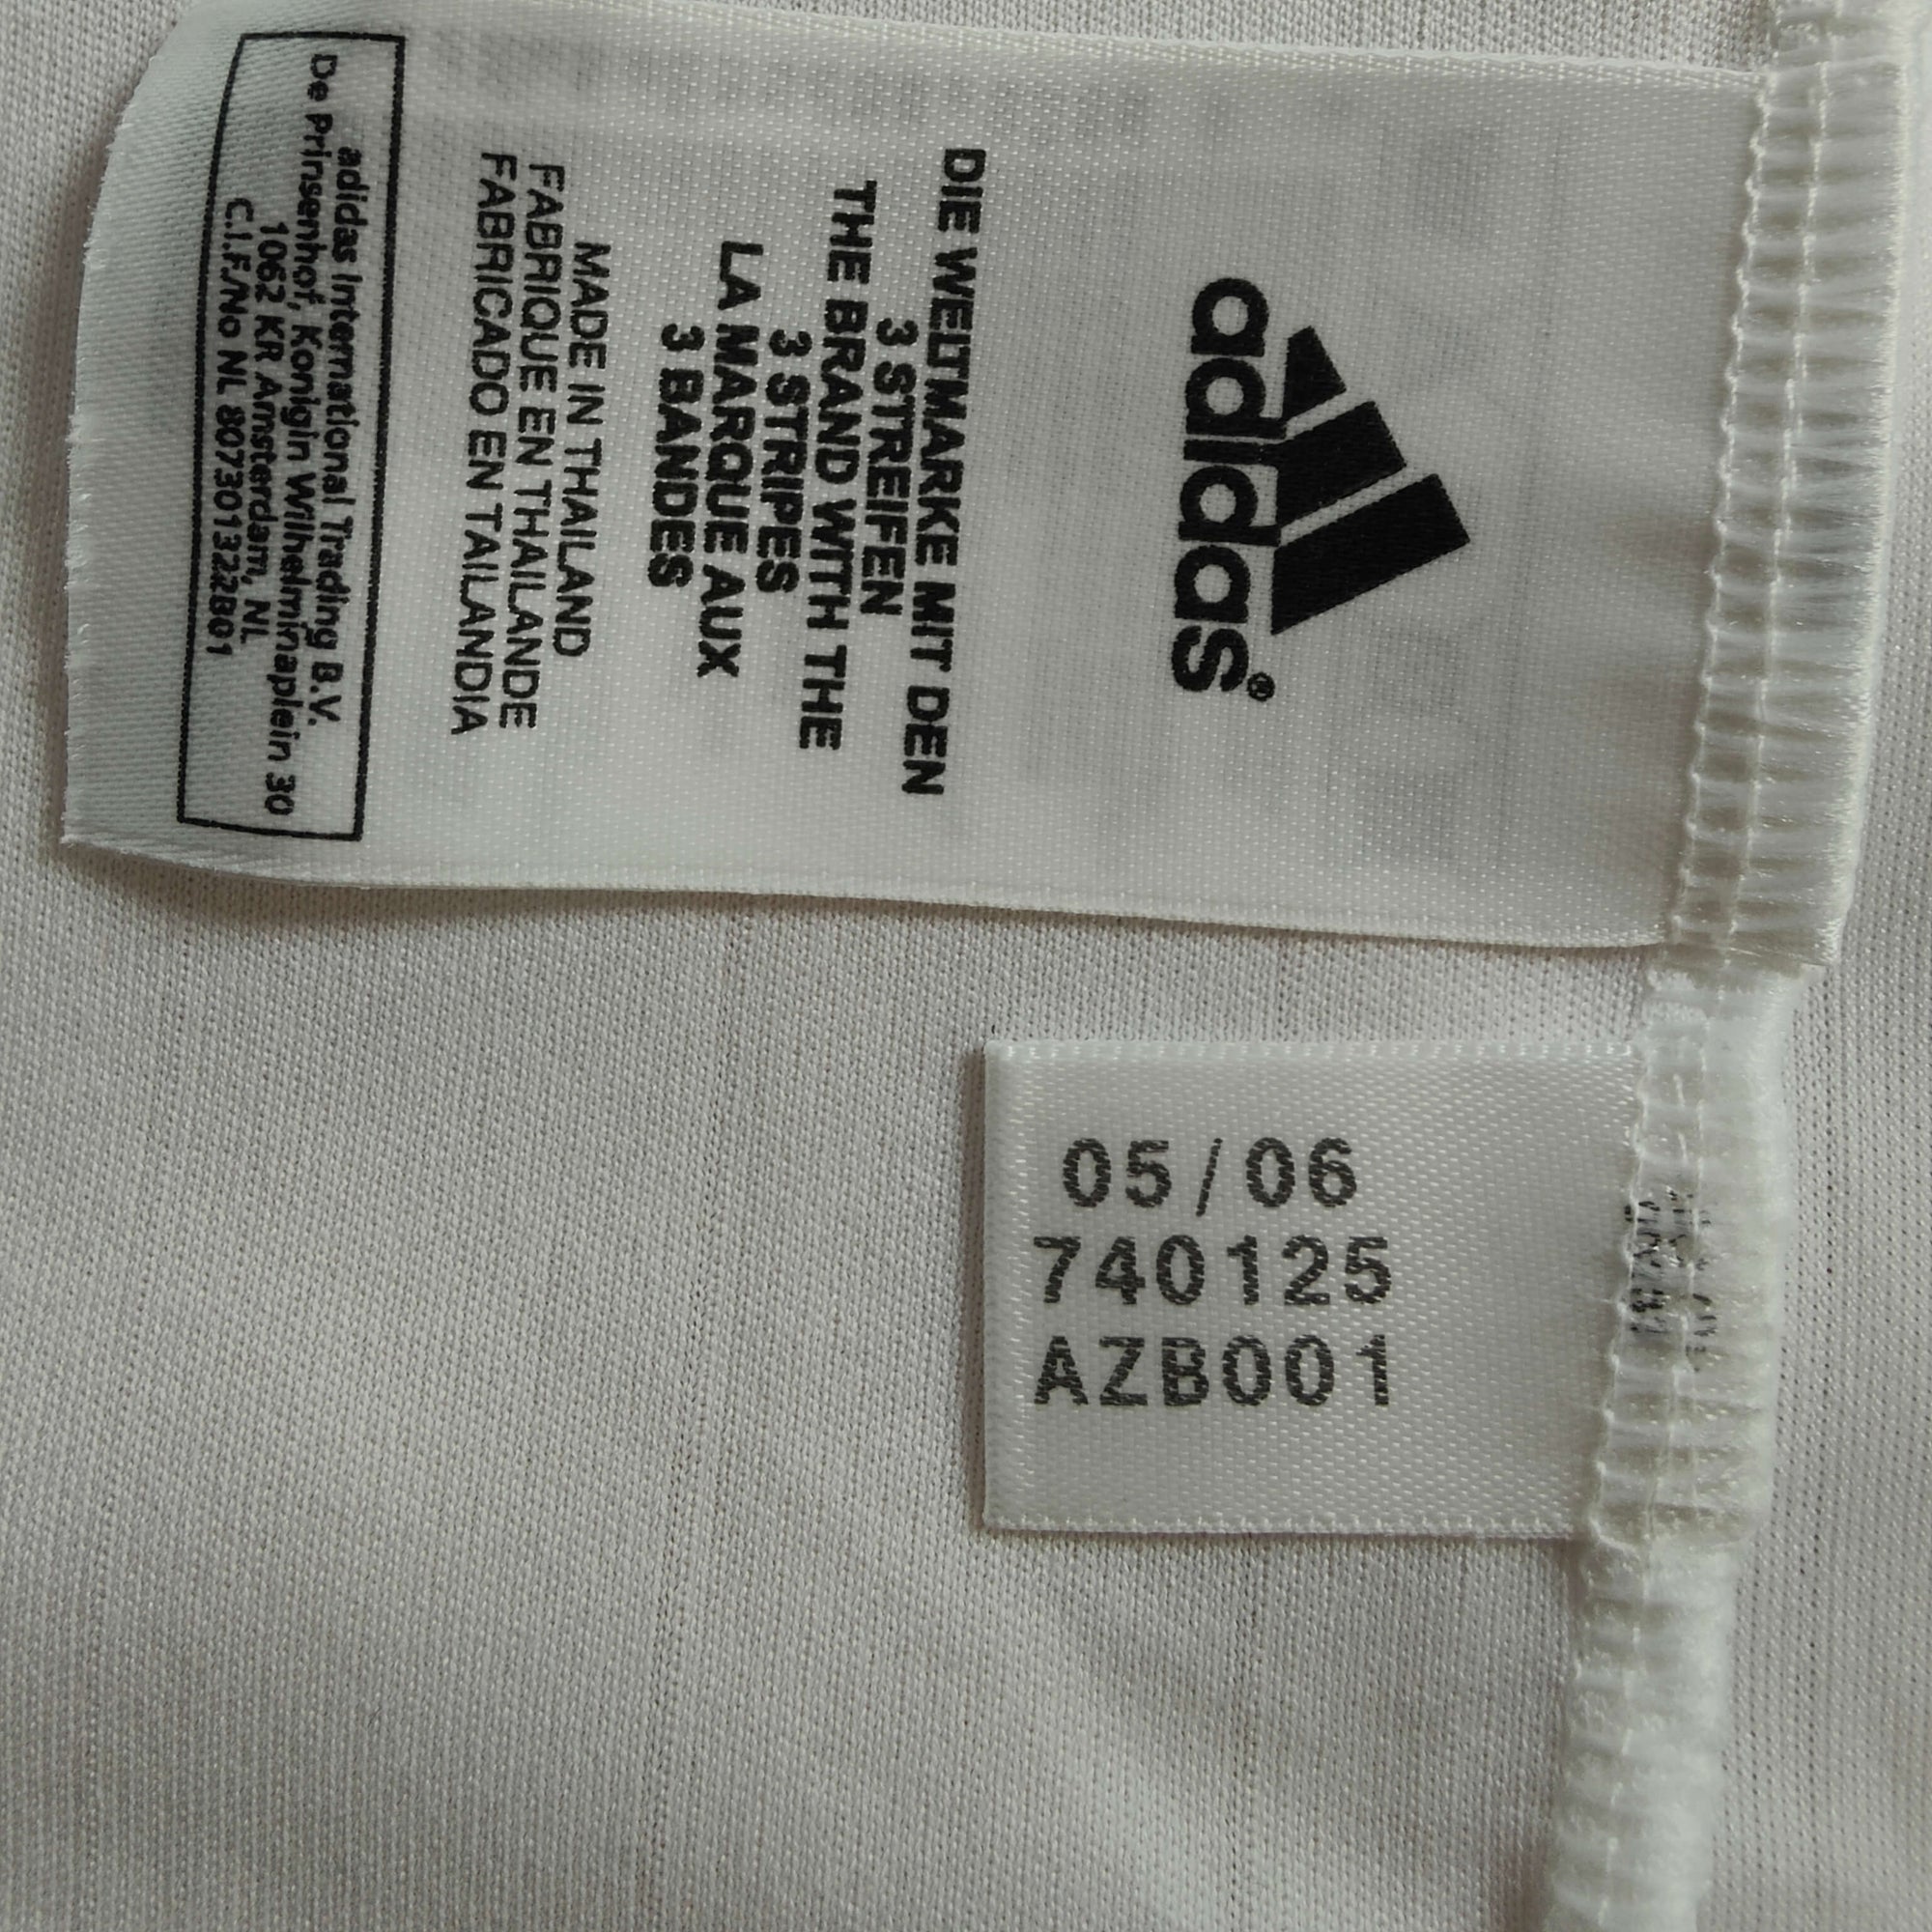 adidas®
DIE WELTMARKE MIT DEN
3 STREIFEN
THE BRAND WITH THE
3 STRIPES
LA MARQUE AUX
3 BANDES
MADE IN THAILAND
FABRIQUE EN THAILANDE
FABRICADO EN TAILANDIA
adidas International Trading B.V.
De Prinsenhof, Konigin Wilhelminaplein 30
1062 KR Amsterdam, NL
C.I.F./No NL 807301322B01
05/06
740125
AZB001